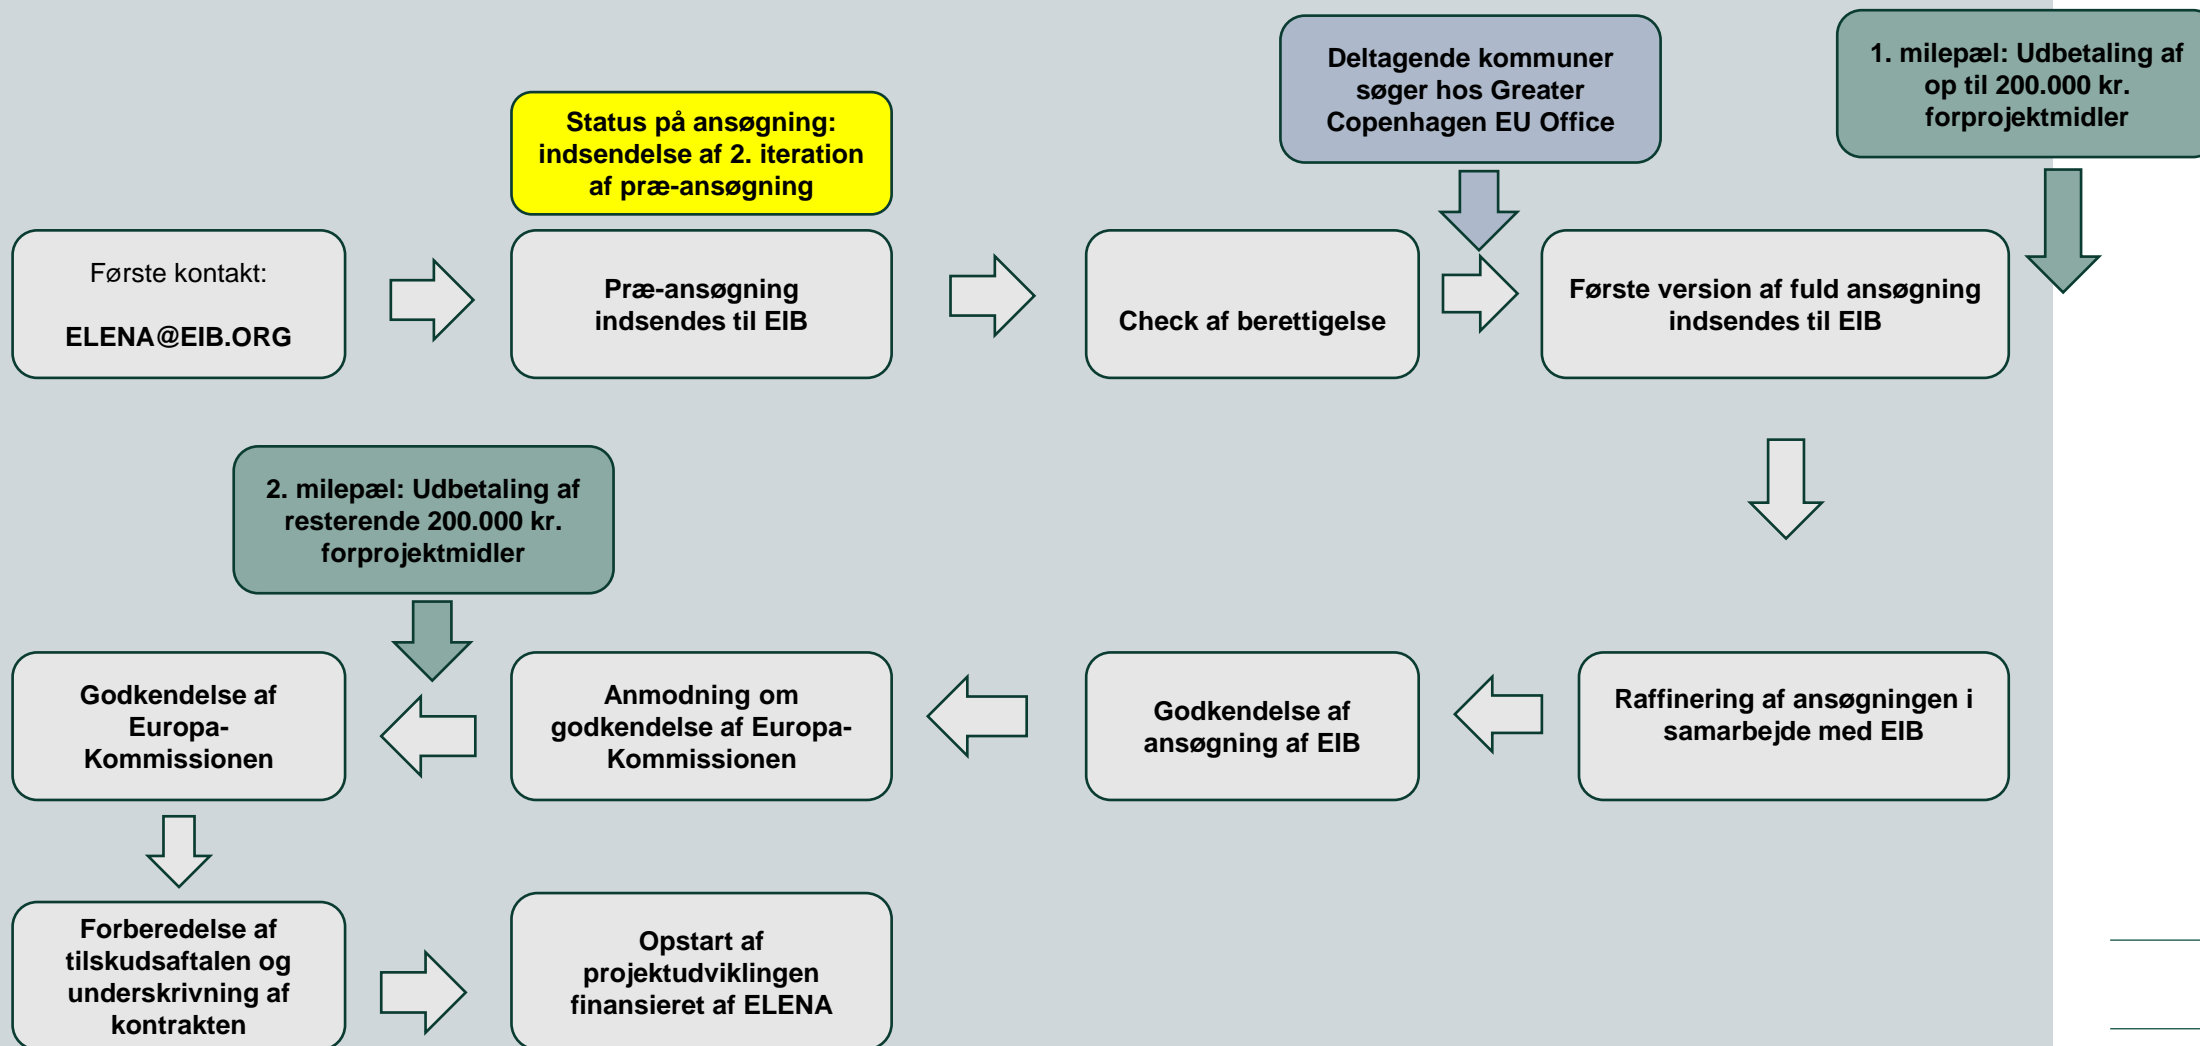 Deltagende kommuner
søger hos Greater
Copenhagen EU Office
1. milepæl: Udbetaling af
op til 200.000 kr.
forprojektmidler
Status på ansøgning:
indsendelse af 2. iteration
af præ-ansøgning
Første kontakt:
ELENA@EIB.ORG
Præ-ansøgning
indsendes til EIB
Check af berettigelse
Første version af fuld ansøgning
indsendes til EIB
2. milepæl: Udbetaling af
resterende 200.000 kr.
forprojektmidler
Godkendelse af
Europa-
Kommissionen
Anmodning om
godkendelse af Europa-
Kommissionen
Godkendelse af
ansøgning af EIB
Raffinering af ansøgningen i
samarbejde med EIB
Forberedelse af
tilskudsaftalen og
underskrivning af
kontrakten
Opstart af
projektudviklingen
finansieret af ELENA